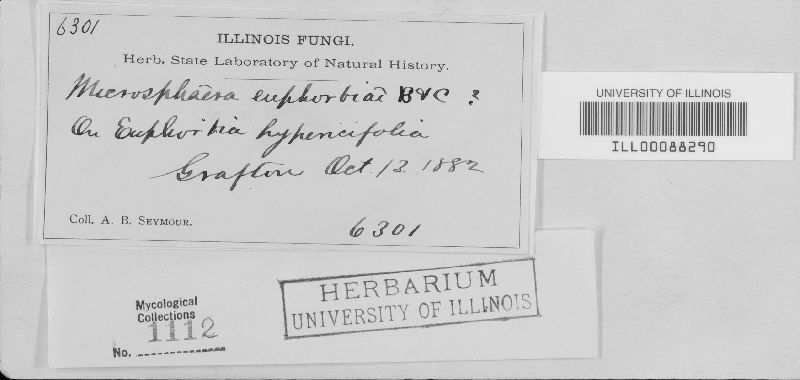 6301
ILLINOIS FUNGI.
Herb. State Laboratory of Natural History.
Microsphaera euphorbiae B & C ?
On Euphorbia hypericifolia
Grafton Oct. 13. 1882
Coll. A. B. SEYMOUR.
6301
UNIVERSITY OF ILLINOIS
ILL00088290
Mycological
Collections
No. 1112
HERBARIUM
UNIVERSITY OF ILLINOIS